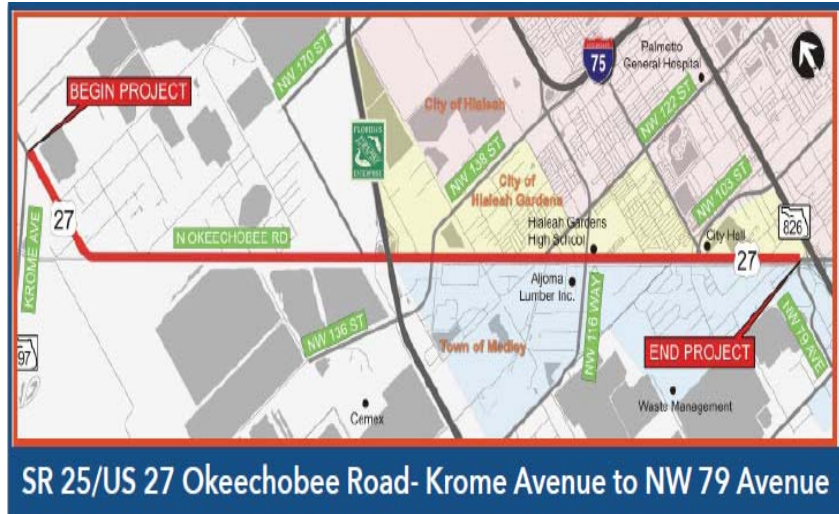 BEGIN PROJECT
27
KROME AVE
97
N OKEECHOBEE RD
NW 170 ST
FLORIDA'S
ENTERPRISE
NW 136 ST
Cemex
City of Hialeah
NW 138 ST
City of
Hialeah Gardens
75
Palmetto
General Hospital
NW 122 ST
NW 103 ST
Hialeah Gardens
High School
City Hall
826
27
Aljoma
Lumber Inc.
NW 116 WAY
Town of Medley
END PROJECT
NW 79 AVE
Waste Management
SR 25/US 27 Okeechobee Road- Krome Avenue to NW 79 Avenue